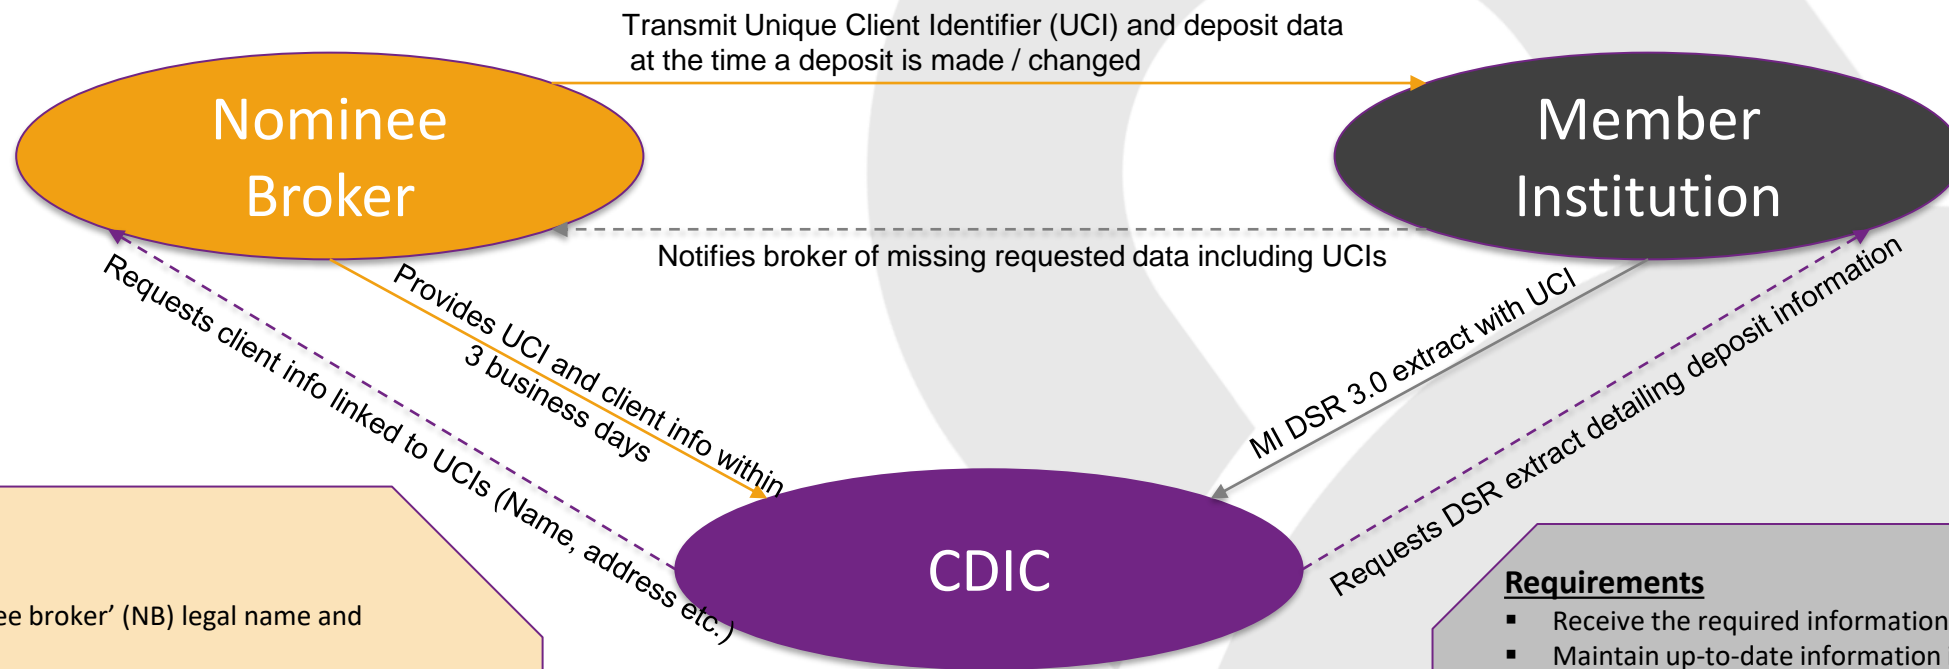 Transmit Unique Client Identifier (UCI) and deposit data
at the time a deposit is made / changed
Nominee
Broker
Member
Institution
Notifies broker of missing requested data including UCIs
Provides UCI and client info within
3 business days
Requests client info linked to UCIs (Name, address etc.)
MI DSR 3.0 extract with UCI
Requests DSR extract detailing deposit information
CDIC
ee broker’ (NB) legal name and
Requirements
▪ Receive the required information
▪ Maintain up-to-date information